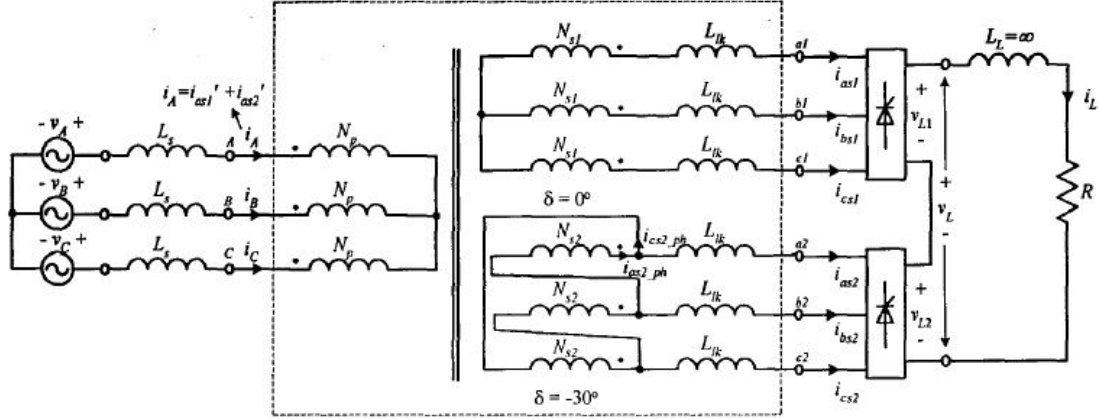 N_s1 L_lk a1 L_L=∞
i_as1
i_A=i_as1' +i_as2'
N_s1 L_lk b1
+ v_L1 -
i_L
- v_A + L_s A i_A N_p
i_bs1
N_s1 L_lk c1
- v_B + L_s B i_B N_p
δ = 0°
i_cs1
+ v_L -
R
- v_C + L_s C i_C N_p
i_cs2_ph
N_s2 L_lk a2
i_as2_ph
i_as2
N_s2 L_lk b2
+ v_L2 -
i_bs2
N_s2 L_lk c2
δ = -30°
i_cs2